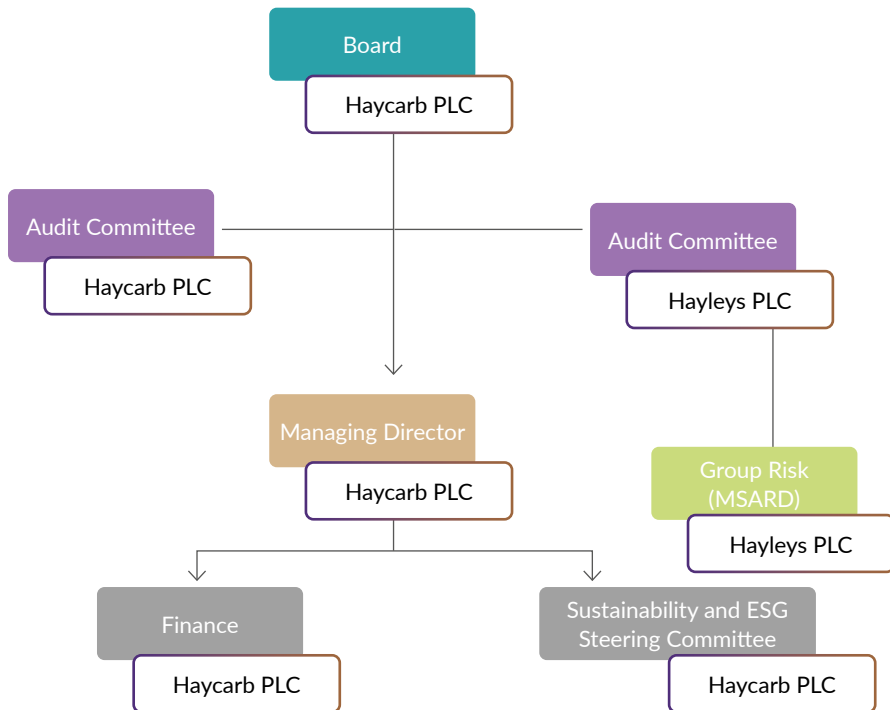 Board
Haycarb PLC
Audit Committee
Haycarb PLC
Audit Committee
Hayleys PLC
Managing Director
Haycarb PLC
Group Risk
(MSARD)
Hayleys PLC
Finance
Haycarb PLC
Sustainability and ESG
Steering Committee
Haycarb PLC